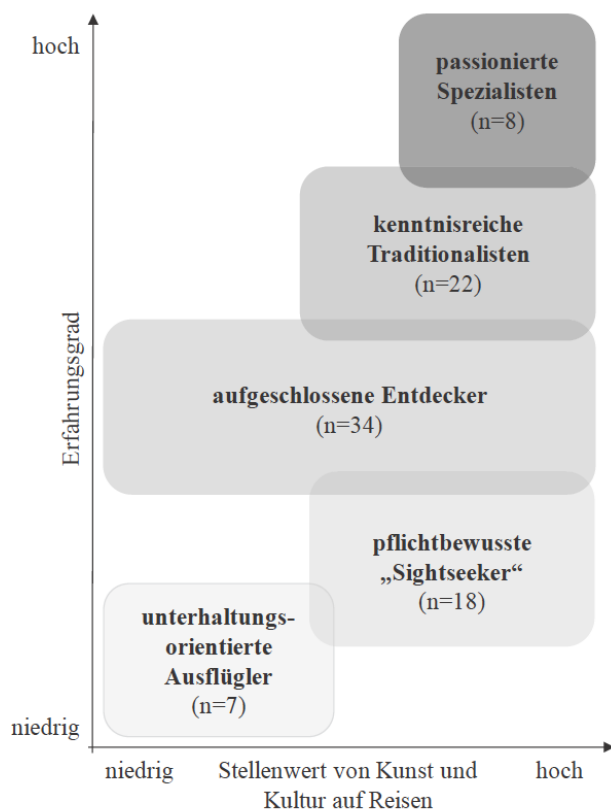 hoch
passionierte
Spezialisten
(n=8)
kenntnisreiche
Traditionalisten
(n=22)
Erfahrungsgrad
aufgeschlossene Entdecker
(n=34)
pflichtbewusste
„Sightseeker“
(n=18)
unterhaltungs-
orientierte
Ausflügler
(n=7)
niedrig
niedrig
Stellenwert von Kunst und
Kultur auf Reisen
hoch